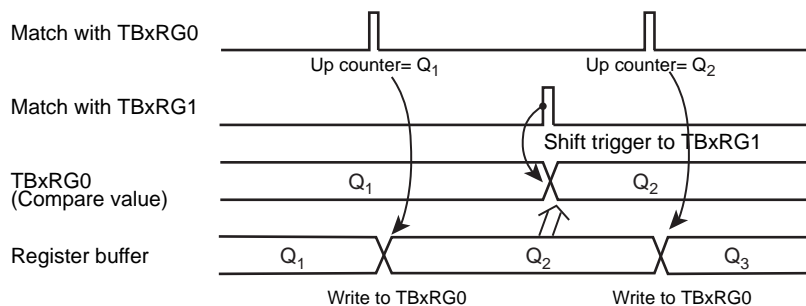 Match with TBxRG0
Up counter= Q1 Up counter= Q2
Match with TBxRG1
Shift trigger to TBxRG1
TBxRG0
(Compare value)
Q1 Q2
Register buffer Q1 Q2 Q3
Write to TBxRG0 Write to TBxRG0